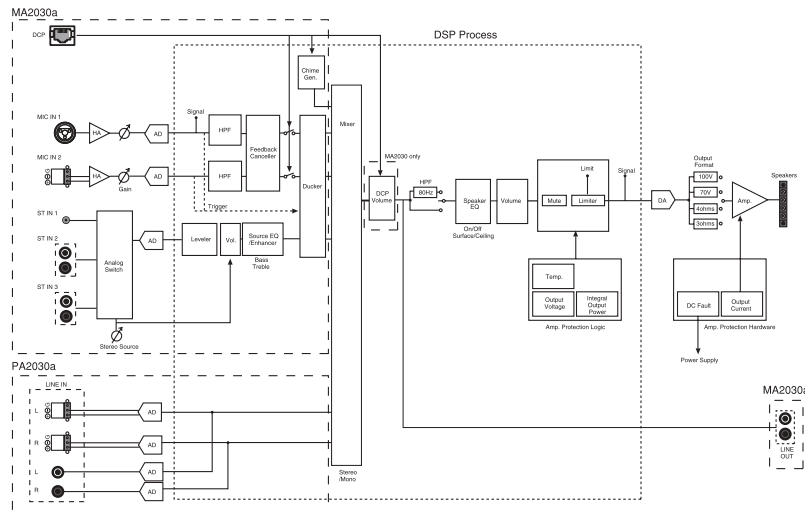 MA2030a
DCP
DSP Process
Chime
Gen.
MIC IN 1
HA
AD
Signal
HPF
Feedback
Canceller
Mixer
MIC IN 2
G
HA
Gain
AD
HPF
Trigger
Ducker
MA2030 only
DCP
Volume
HPF
80Hz
Speaker
EQ
On/Off
Surface/Ceiling
Volume
Limit
Mute
Limiter
Signal
DA
Output
Format
100V
70V
4ohms
3ohms
Amp.
Speakers
ST IN 1
ST IN 2
ST IN 3
Analog
Switch
AD
Leveler
Vol.
Source EQ
/Enhancer
Bass
Treble
Stereo Source
Temp.
Output
Voltage
Integral
Output
Power
Amp. Protection Logic
DC Fault
Output
Current
Amp. Protection Hardware
Power Supply
PA2030a
LINE IN
L
G
AD
R
G
AD
L
AD
R
AD
Stereo
/Mono
MA2030a
LINE
OUT